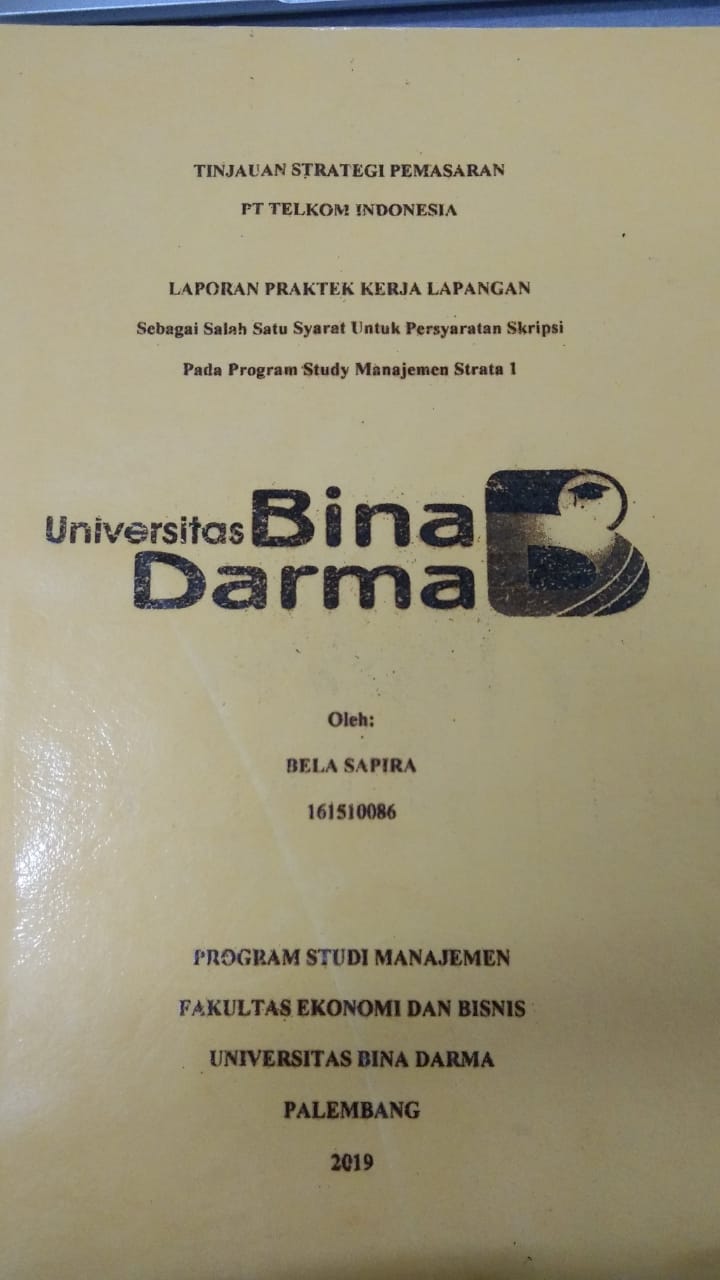 TINJAUAN STRATEGI PEMASARAN
PT TELKOM INDONESIA
LAPORAN PRAKTEK KERJA LAPANGAN
Sebagai Salah Satu Syarat Untuk Persyaratan Skripsi
Pada Program Study Manajemen Strata 1
Universitas Bina
Darma
Oleh:
BELA SAPIRA
161510086
PROGRAM STUDI MANAJEMEN
FAKULTAS EKONOMI DAN BISNIS
UNIVERSITAS BINA DARMA
PALEMBANG
2019